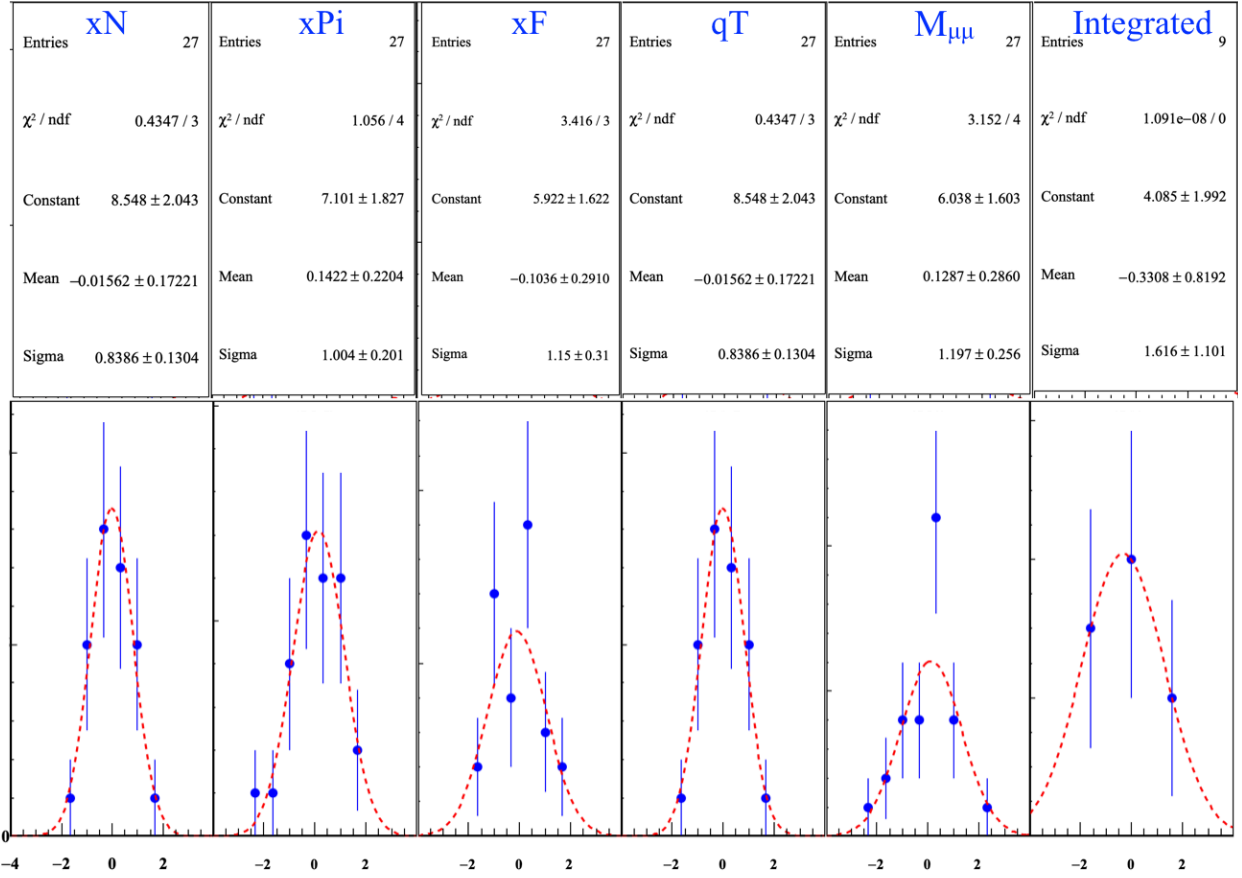 xN xPi xF qT Mμμ Integrated
Entries 27 Entries 27 Entries 27 Entries 27 Entries 27 Entries 9
χ² / ndf 0.4347 / 3 χ² / ndf 1.056 / 4 χ² / ndf 3.416 / 3 χ² / ndf 0.4347 / 3 χ² / ndf 3.152 / 4 χ² / ndf 1.091e−08 / 0
Constant 8.548 ± 2.043 Constant 7.101 ± 1.827 Constant 5.922 ± 1.622 Constant 8.548 ± 2.043 Constant 6.038 ± 1.603 Constant 4.085 ± 1.992
Mean −0.01562 ± 0.17221 Mean 0.1422 ± 0.2204 Mean −0.1036 ± 0.2910 Mean −0.01562 ± 0.17221 Mean 0.1287 ± 0.2860 Mean −0.3308 ± 0.8192
Sigma 0.8386 ± 0.1304 Sigma 1.004 ± 0.201 Sigma 1.15 ± 0.31 Sigma 0.8386 ± 0.1304 Sigma 1.197 ± 0.256 Sigma 1.616 ± 1.101
0
−4 −2 0 2 −2 0 2 −2 0 2 −2 0 2 −2 0 2 −2 0 2